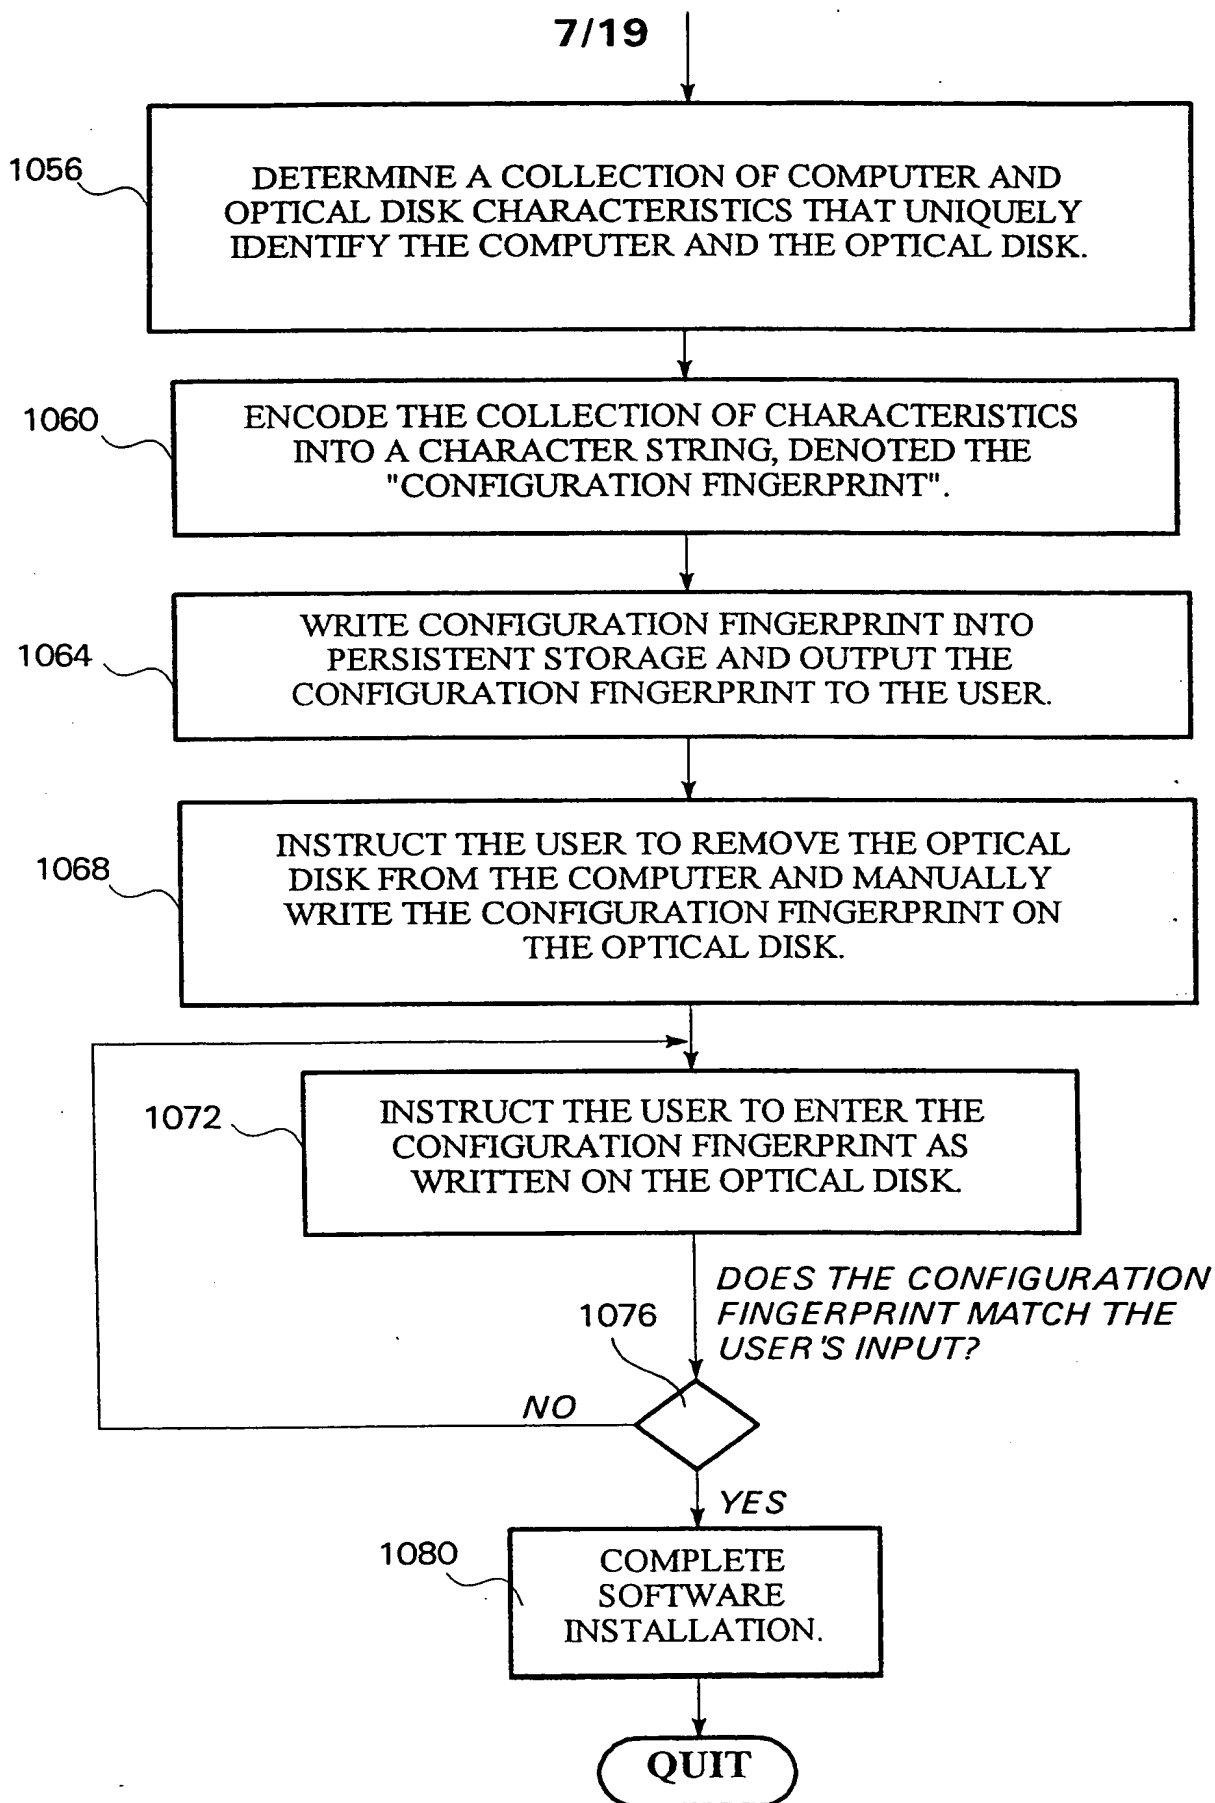 7/19
1056
DETERMINE A COLLECTION OF COMPUTER AND
OPTICAL DISK CHARACTERISTICS THAT UNIQUELY
IDENTIFY THE COMPUTER AND THE OPTICAL DISK.
1060
ENCODE THE COLLECTION OF CHARACTERISTICS
INTO A CHARACTER STRING, DENOTED THE
"CONFIGURATION FINGERPRINT".
1064
WRITE CONFIGURATION FINGERPRINT INTO
PERSISTENT STORAGE AND OUTPUT THE
CONFIGURATION FINGERPRINT TO THE USER.
1068
INSTRUCT THE USER TO REMOVE THE OPTICAL
DISK FROM THE COMPUTER AND MANUALLY
WRITE THE CONFIGURATION FINGERPRINT ON
THE OPTICAL DISK.
1072
INSTRUCT THE USER TO ENTER THE
CONFIGURATION FINGERPRINT AS
WRITTEN ON THE OPTICAL DISK.
DOES THE CONFIGURATION
FINGERPRINT MATCH THE
USER'S INPUT?
1076
NO
YES
1080
COMPLETE
SOFTWARE
INSTALLATION.
QUIT